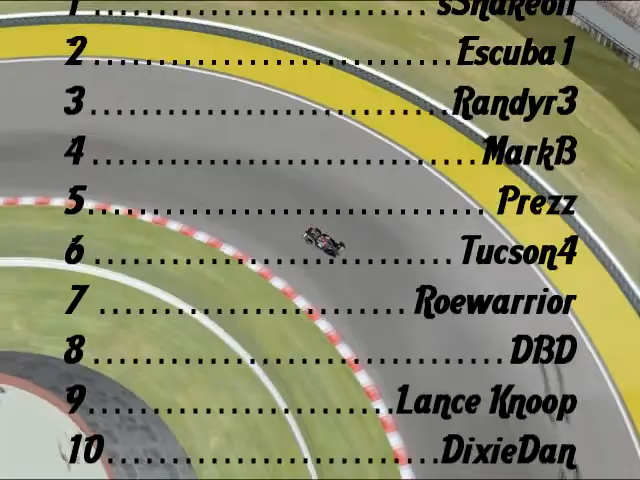 2..............................Escuba1
3..............................Randyr3
4..............................MarkB
5..............................Prezz
6..............................Tucson4
7..............................Roewarrior
8..............................DBD
9..............................Lance Knoop
10..............................DixieDan